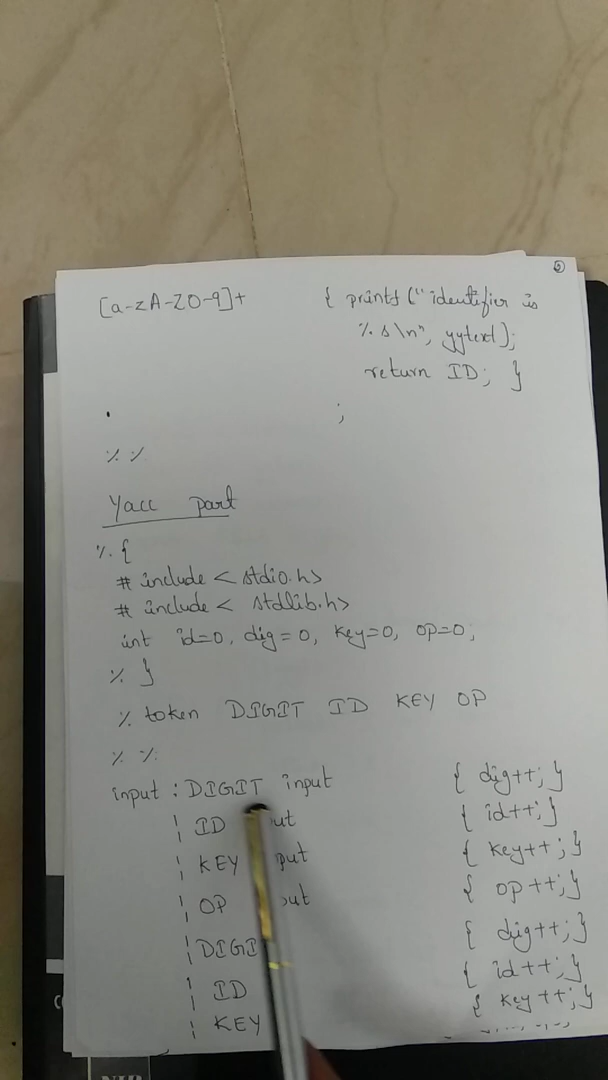 2
[a-zA-Z0-9]+ { printf ("identifier is
%s\n", yytext);
return ID; }
. ;
%%
Yacc part
%{
# include < stdio.h>
# include < stdlib.h>
int id=0, dig=0, key=0, op=0;
%}
% token DIGIT ID KEY OP
%%
input : DIGIT input { dig++; }
| ID { id++; }
| KEY { key++; }
| OP { op++; }
| { dig++; }
| ID { id++; }
| KEY { key++; }